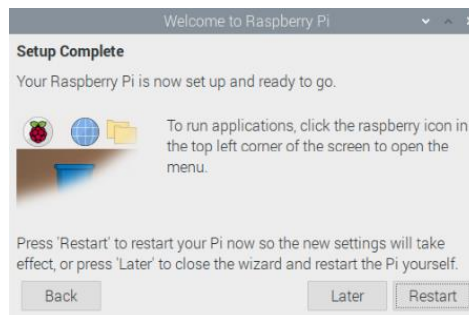 Welcome to Raspberry Pi
Setup Complete
Your Raspberry Pi is now set up and ready to go.
To run applications, click the raspberry icon in
the top left corner of the screen to open the
menu.
Press 'Restart' to restart your Pi now so the new settings will take
effect, or press 'Later' to close the wizard and restart the Pi yourself.
Back Later Restart